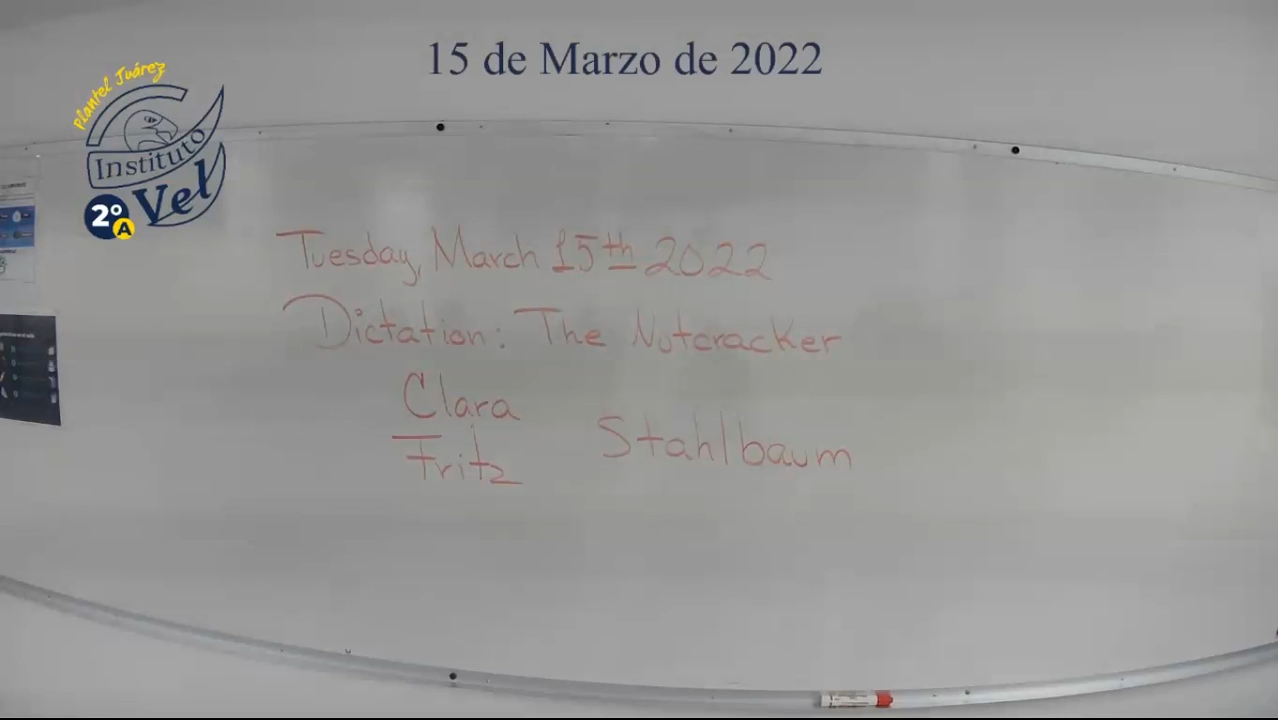 15 de Marzo de 2022
Plantel Juárez
Instituto
Vel
2º
A
Tuesday, March 15th 2022
Dictation: The Nutcracker
Clara
Fritz
Stahlbaum